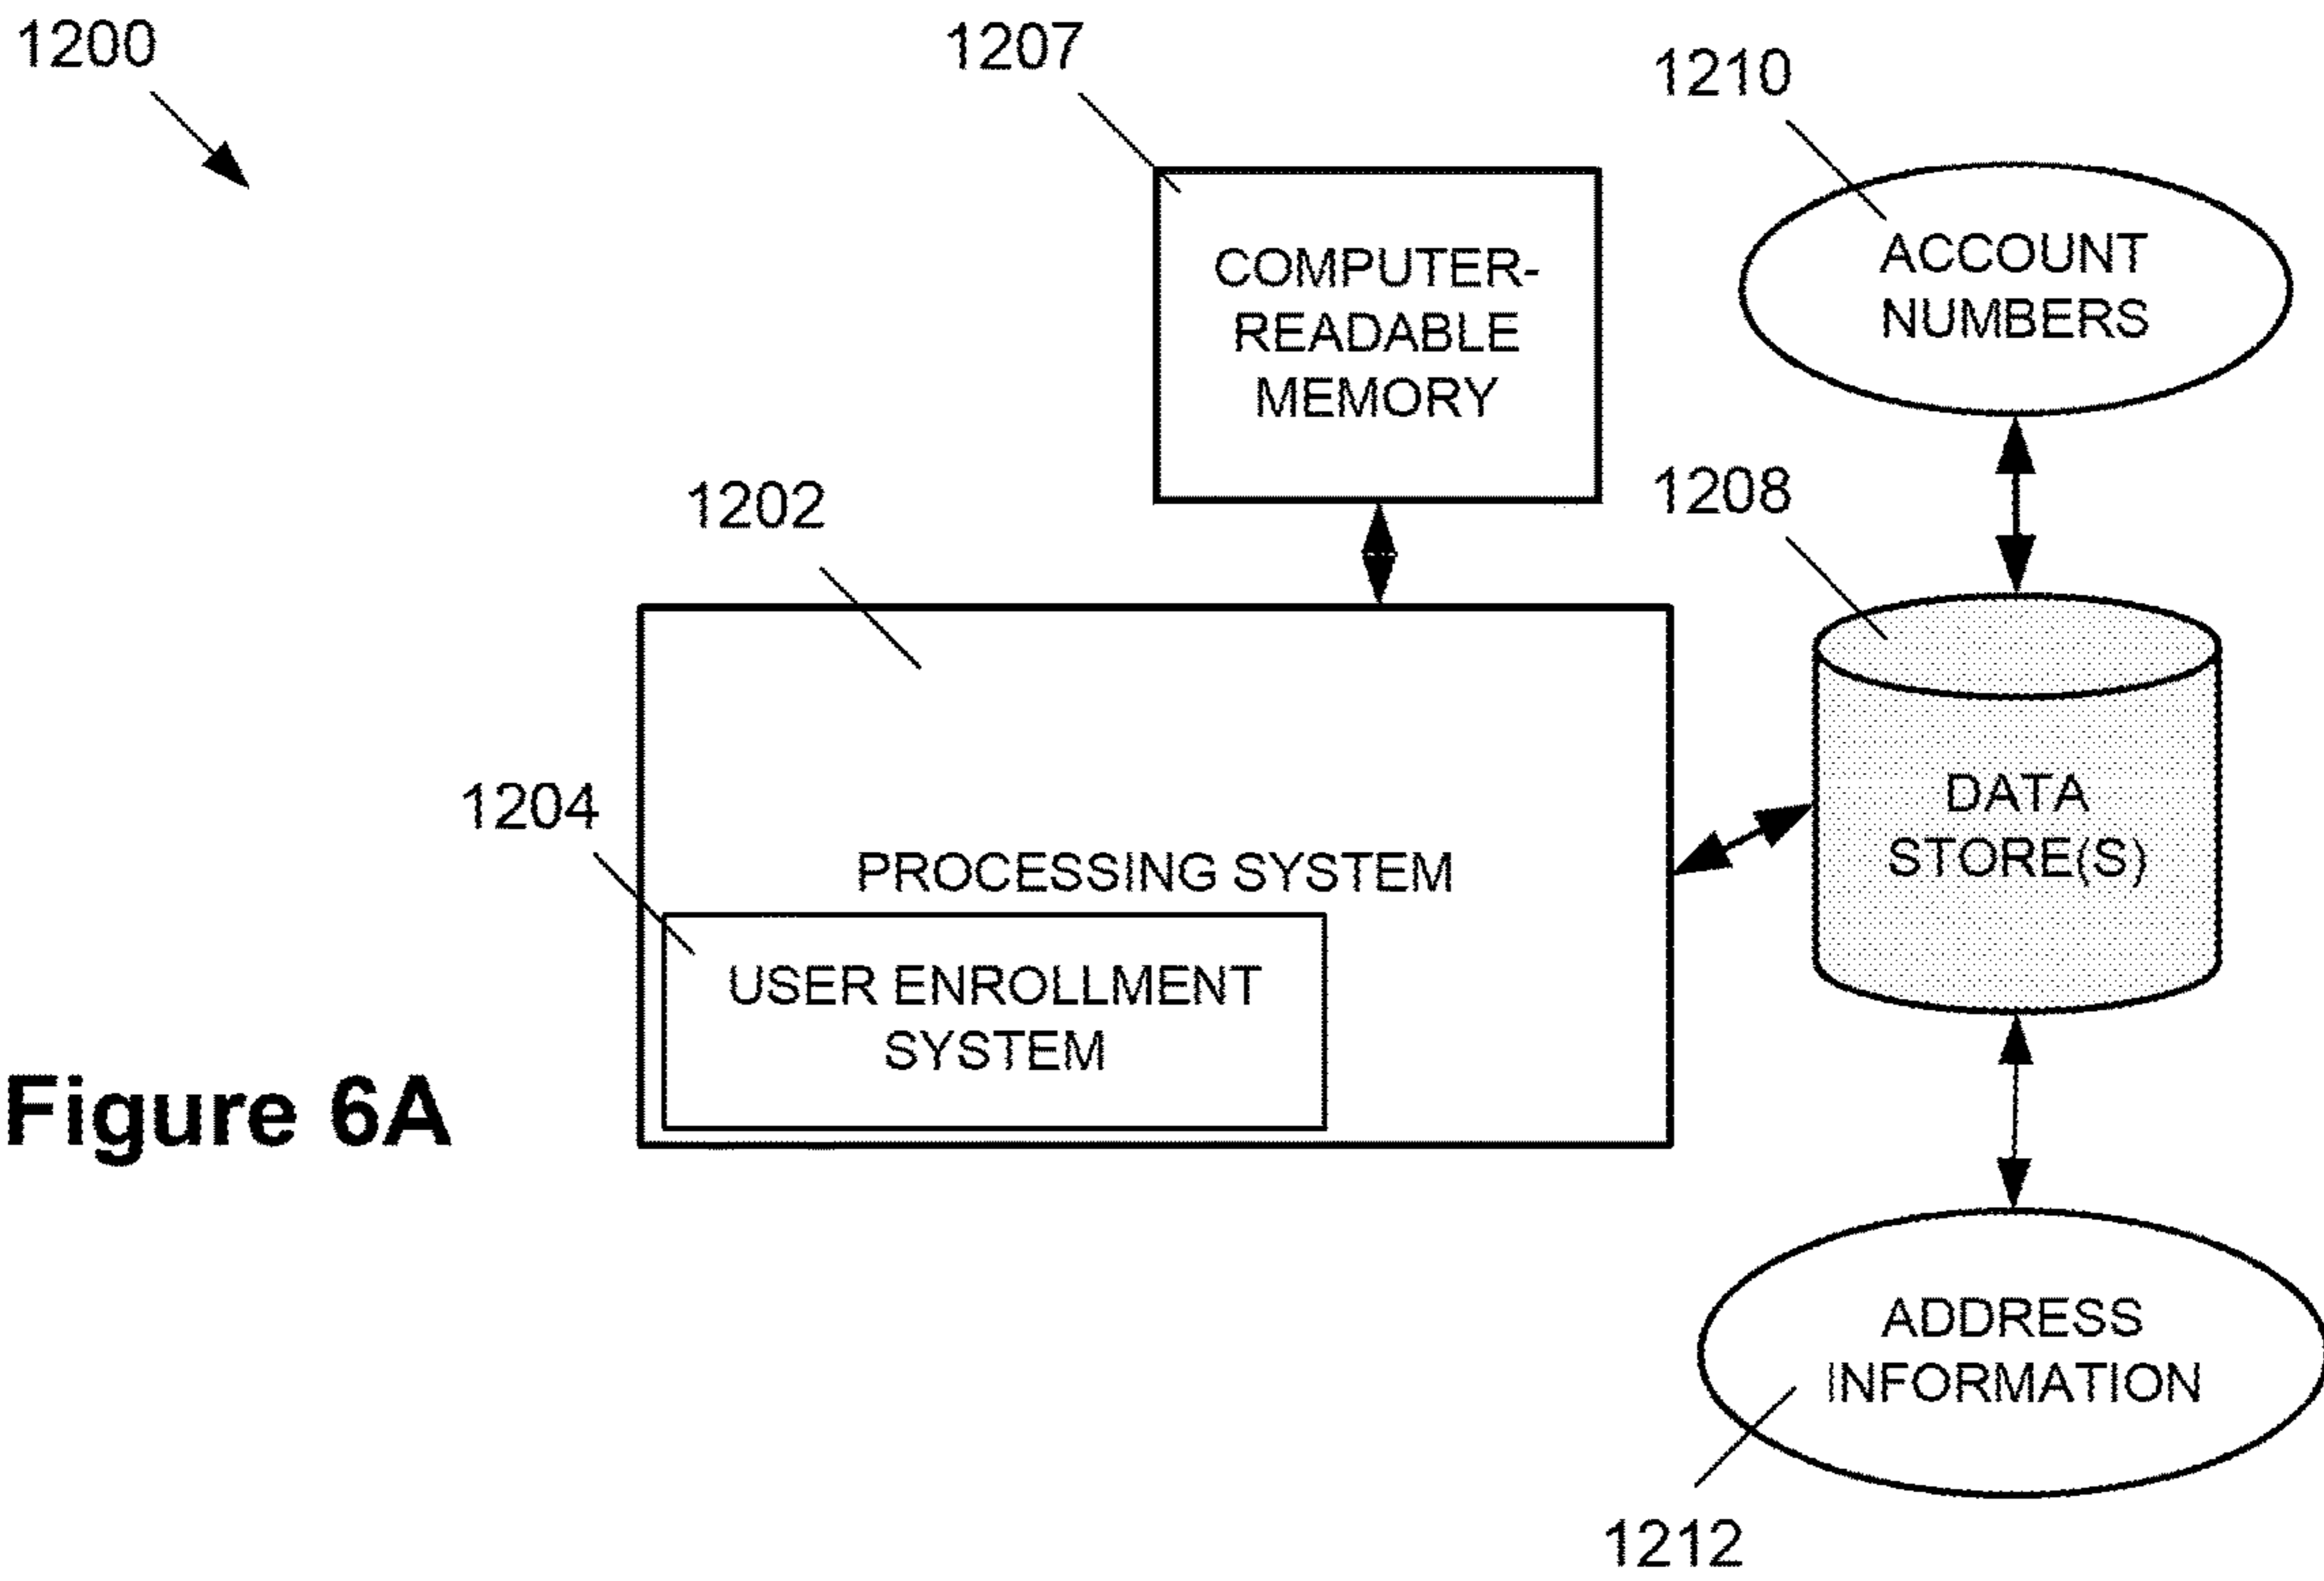 1200
1207
1210
COMPUTER-
READABLE
MEMORY
ACCOUNT
NUMBERS
1202
1208
1204
PROCESSING SYSTEM
DATA
STORE(S)
USER ENROLLMENT
SYSTEM
Figure 6A
ADDRESS
INFORMATION
1212